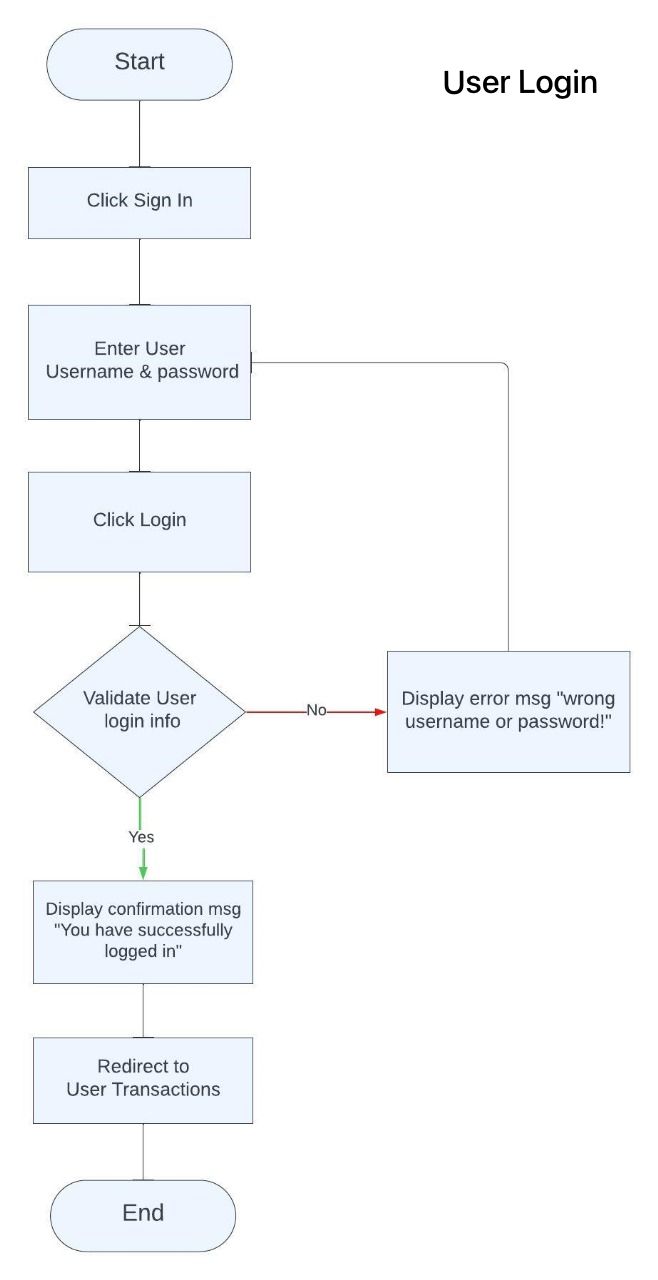 Start
User Login
Click Sign In
Enter User
Username & password
Click Login
Validate User
login info
No
Display error msg "wrong
username or password!"
Yes
Display confirmation msg
"You have successfully
logged in"
Redirect to
User Transactions
End